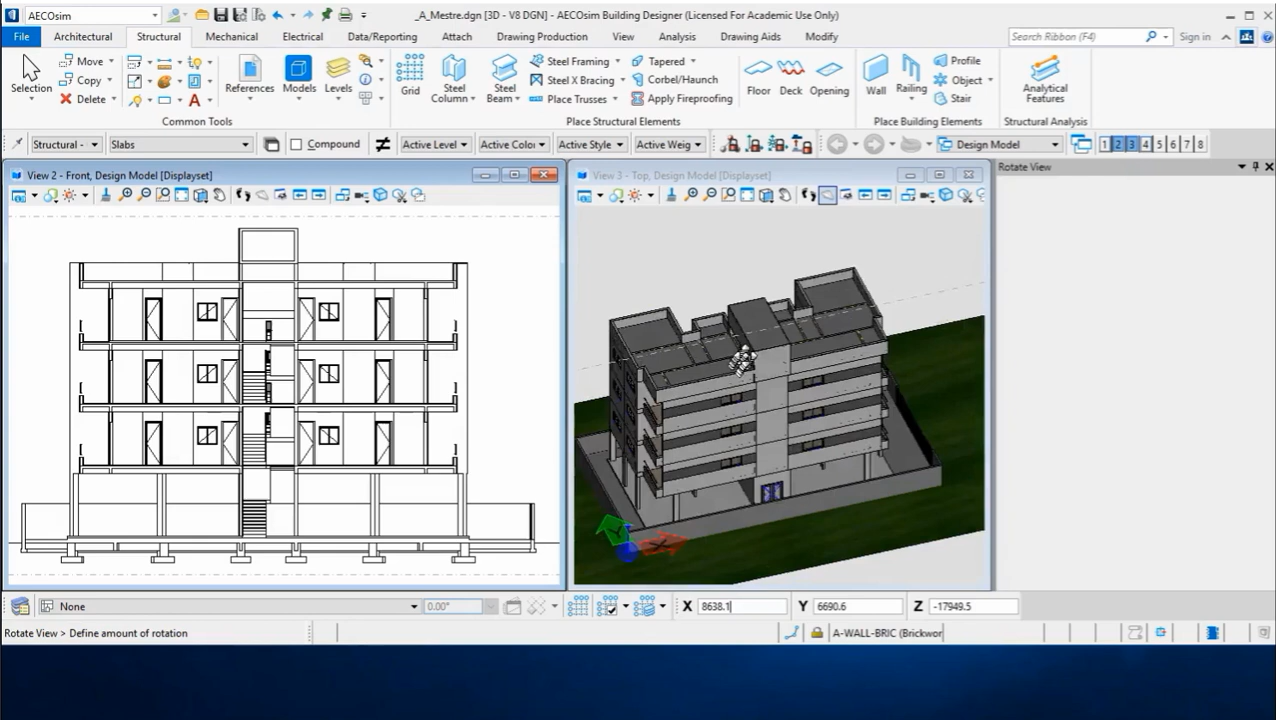 AECOsim
_A_Mestre.dgn [3D - V8 DGN] - AECOsim Building Designer (Licensed For Academic Use Only)
File Architectural Structural Mechanical Electrical Data/Reporting Attach Drawing Production View Analysis Drawing Aids Modify
Search Ribbon (F4) Sign in
Selection
Move
Copy
Delete
A
References
Models
Levels
Grid
Steel Column
Steel Beam
Steel Framing
Steel X Bracing
Place Trusses
Tapered
Corbel/Haunch
Apply Fireproofing
Floor
Deck
Opening
Wall
Railing
Profile
Object
Stair
Analytical Features
Common Tools
Place Structural Elements
Place Building Elements
Structural Analysis
Structural - Slabs Compound Active Level Active Color Active Style Active Weig Design Model 1 2 3 4 5 6 7 8
View 2 - Front, Design Model [Displayset]
View 3 - Top, Design Model [Displayset]
Rotate View
None 0.00° X 8638.1 Y 6690.6 Z -17949.5
Rotate View > Define amount of rotation
A-WALL-BRIC (Brickwor